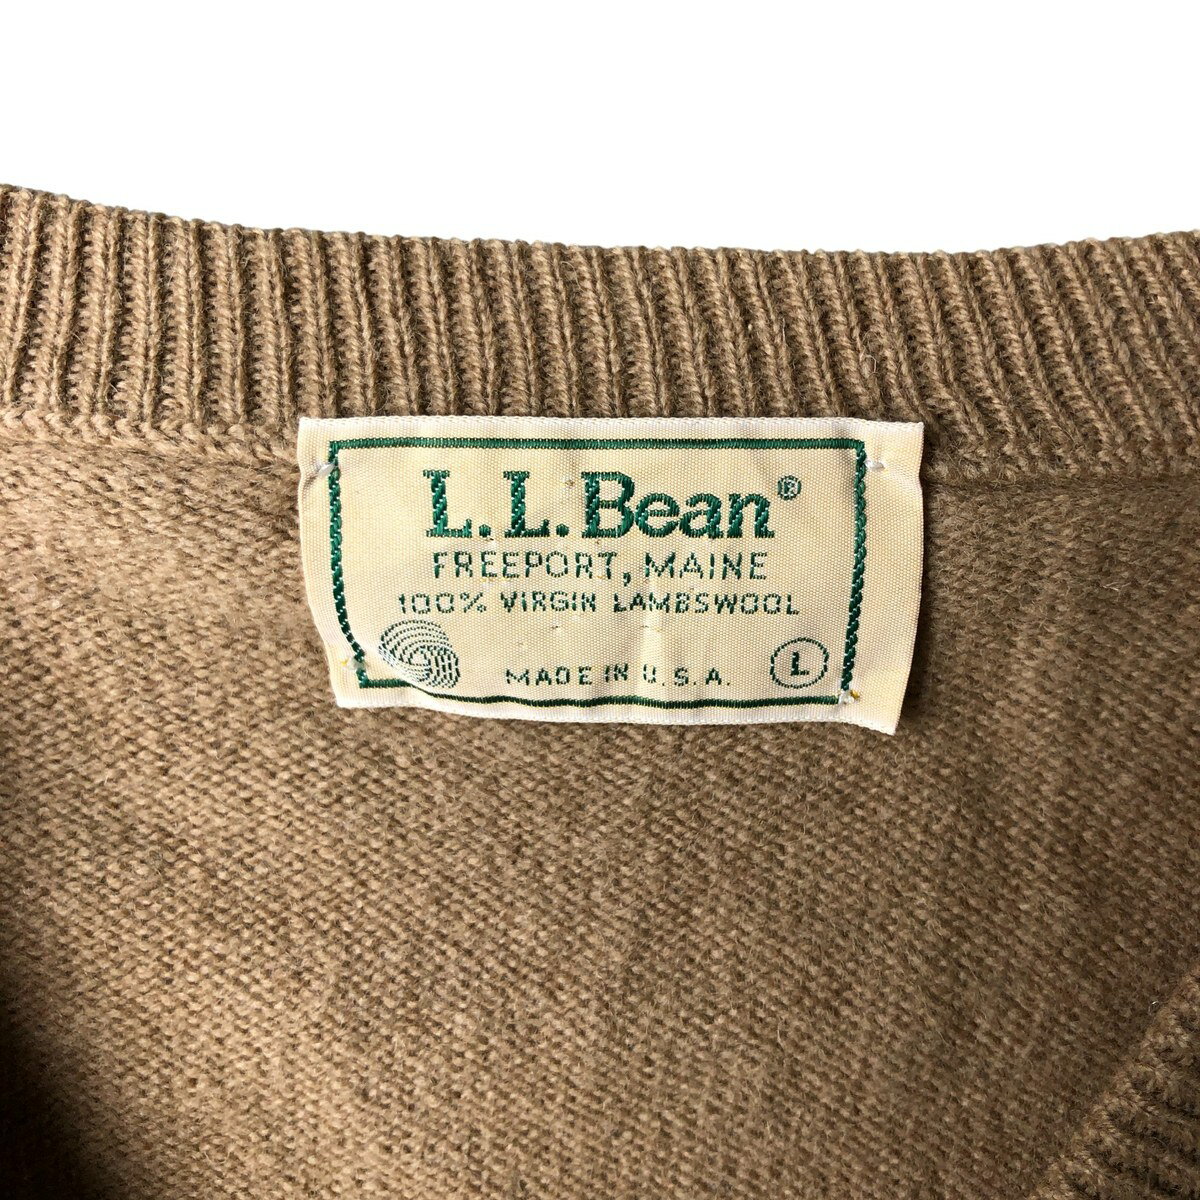 L.L.Bean®
FREEPORT, MAINE
100% VIRGIN LAMBSWOOL
MADE IN U.S.A.
L